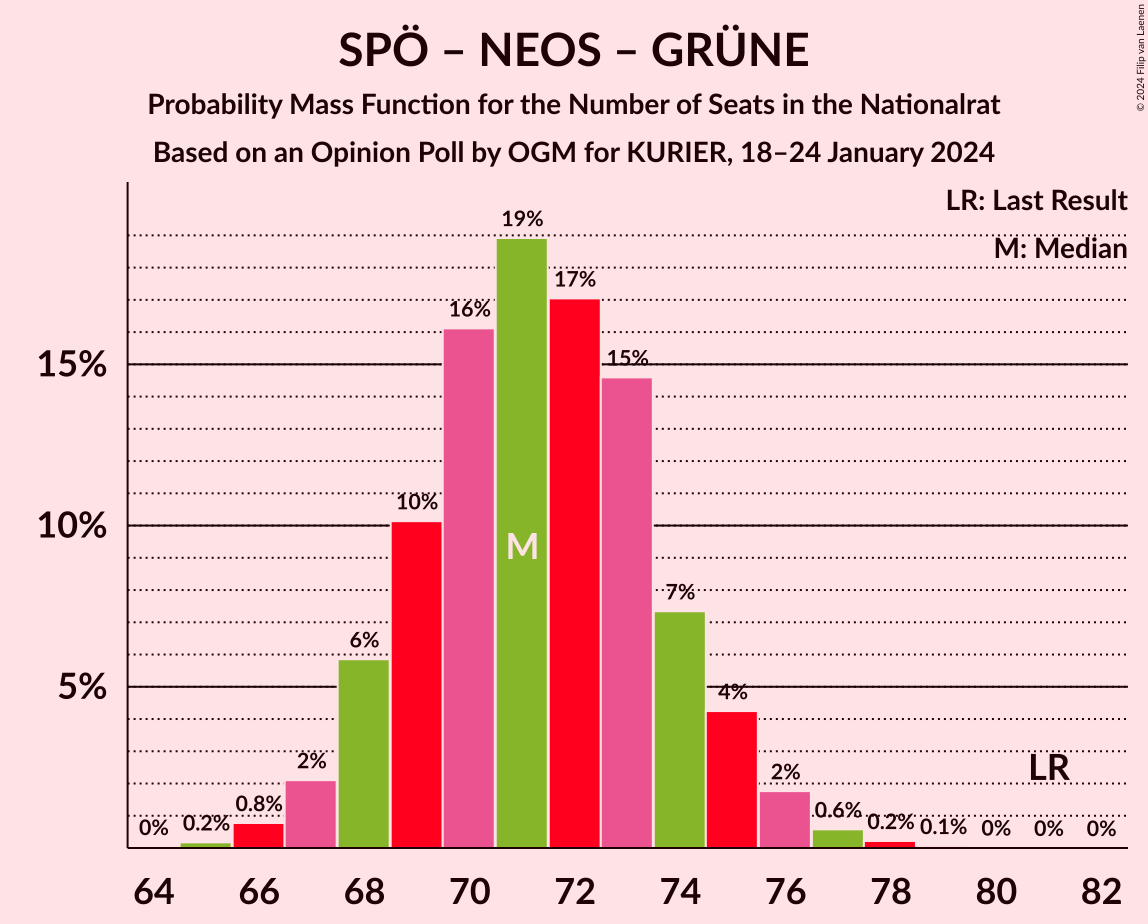 SPÖ – NEOS – GRÜNE
Probability Mass Function for the Number of Seats in the Nationalrat
Based on an Opinion Poll by OGM for KURIER, 18–24 January 2024
© 2024 Filip van Laenen
LR: Last Result
M: Median
15%
10%
5%
0%
0.2%
0.8%
2%
6%
10%
16%
19%
17%
15%
7%
4%
2%
0.6%
0.2%
0.1%
0%
0%
0%
M
LR
64 66 68 70 72 74 76 78 80 82